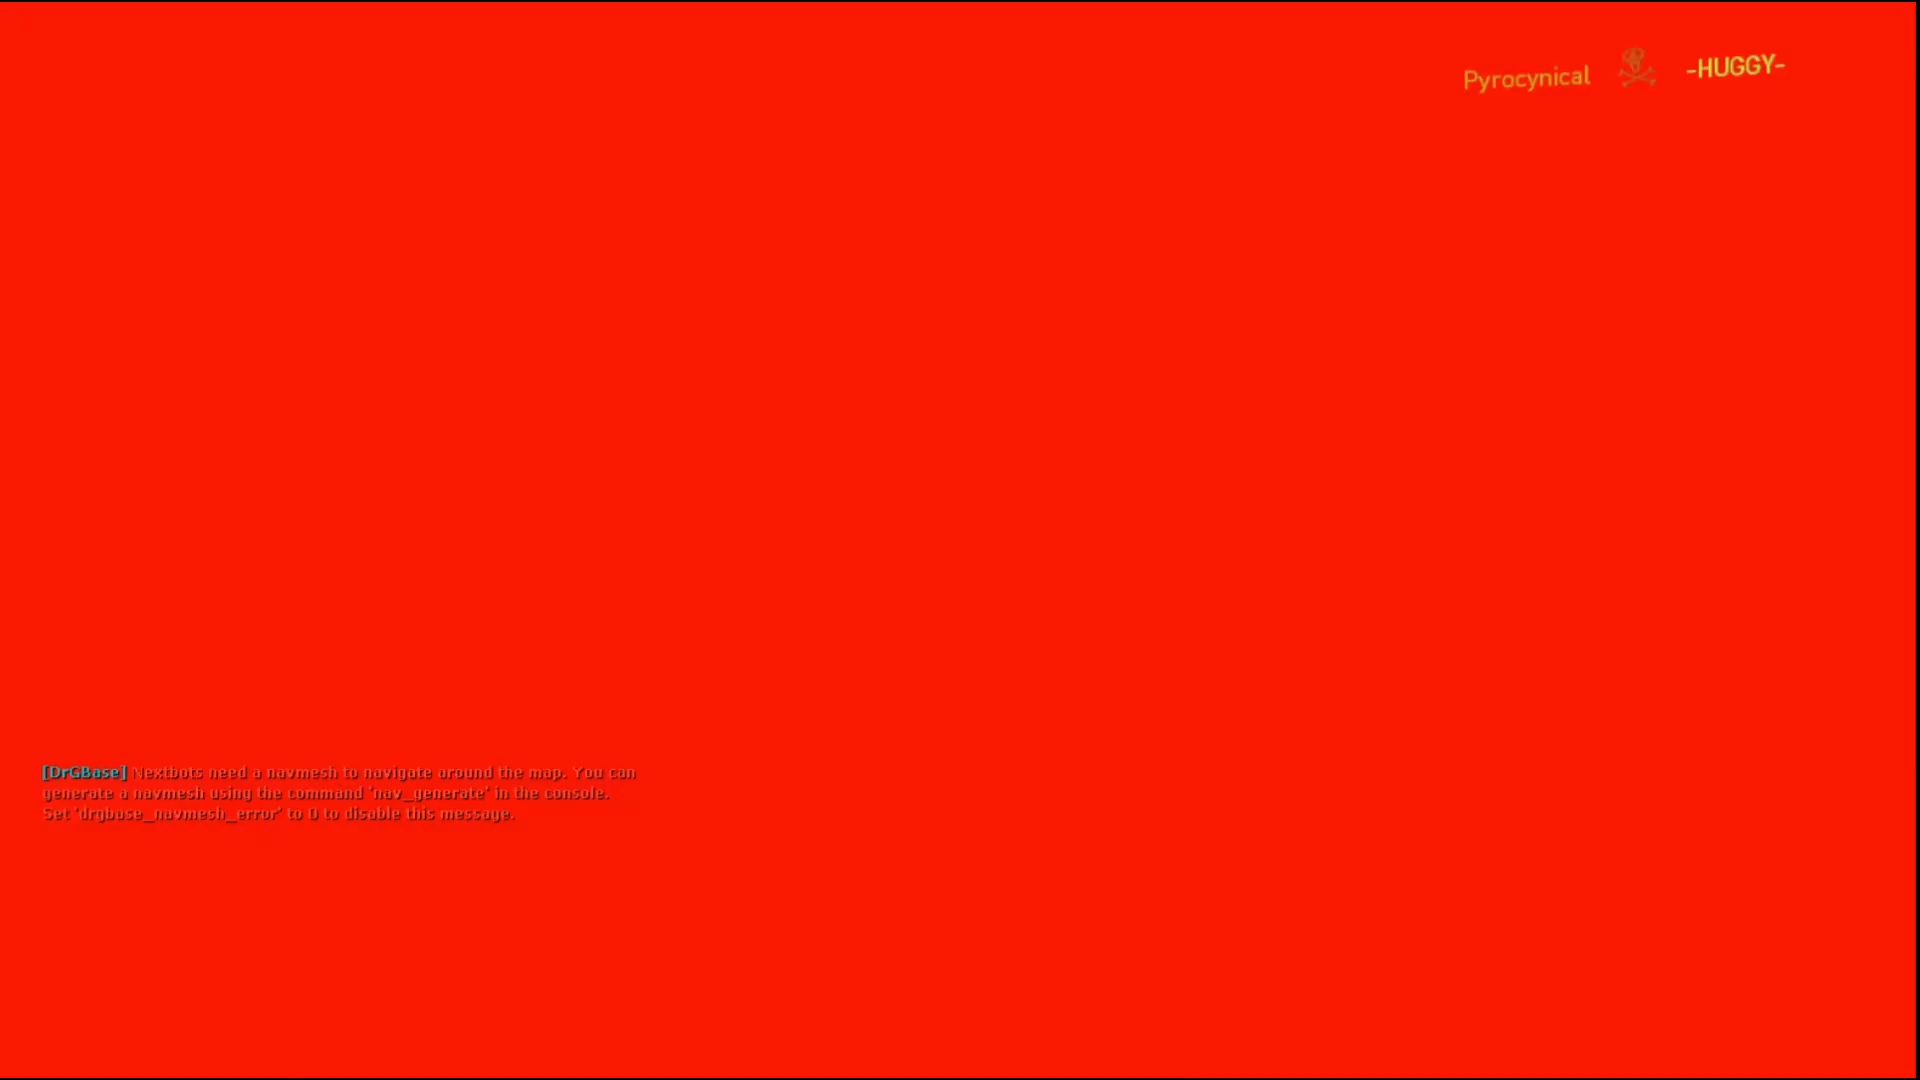 Pyrocynical -HUGGY-
[DrGBase] Nextbots need a navmesh to navigate around the map. You can
generate a navmesh using the command 'nav_generate' in the console.
Set 'drgbase_navmesh_error' to 0 to disable this message.